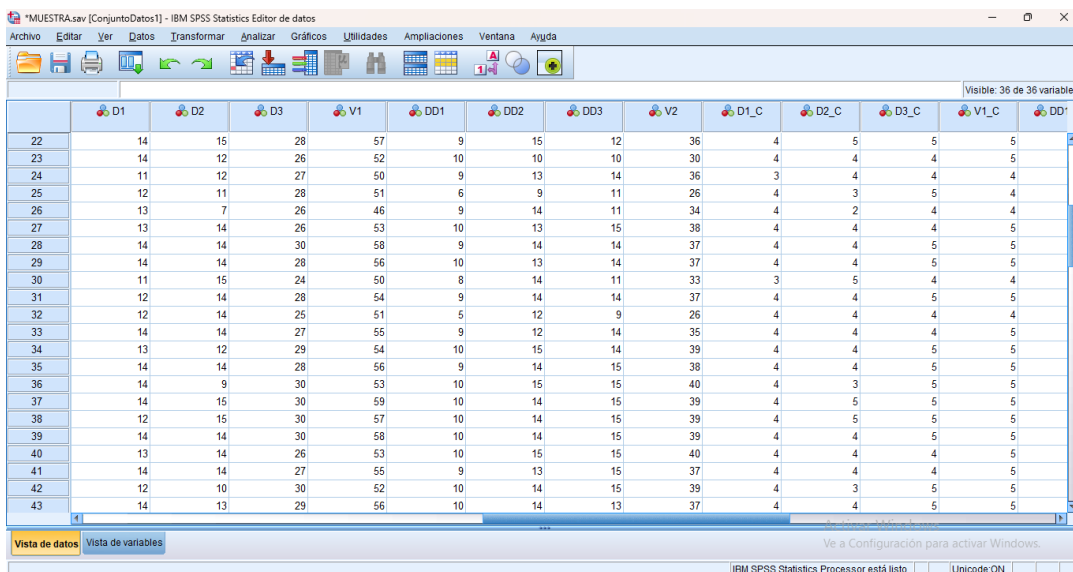 *MUESTRA.sav [ConjuntoDatos1] - IBM SPSS Statistics Editor de datos
Archivo Editar Ver Datos Transformar Analizar Gráficos Utilidades Ampliaciones Ventana Ayuda
Visible: 36 de 36 variable
D1 D2 D3 V1 DD1 DD2 DD3 V2 D1_C D2_C D3_C V1_C DD1
22 14 15 28 57 9 15 12 36 4 5 5 5
23 14 12 26 52 10 10 10 30 4 4 4 5
24 11 12 27 50 9 13 14 36 3 4 4 4
25 12 11 28 51 6 9 11 26 4 3 5 4
26 13 7 26 46 9 14 11 34 4 2 4 4
27 13 14 26 53 10 13 15 38 4 4 4 5
28 14 14 30 58 9 14 14 37 4 4 5 5
29 14 14 28 56 10 13 14 37 4 4 5 5
30 11 15 24 50 8 14 11 33 3 5 4 4
31 12 14 28 54 9 14 14 37 4 4 5 5
32 12 14 25 51 5 12 9 26 4 4 4 4
33 14 14 27 55 9 12 14 35 4 4 4 5
34 13 12 29 54 10 15 14 39 4 4 5 5
35 14 14 28 56 9 14 15 38 4 4 5 5
36 14 9 30 53 10 15 15 40 4 3 5 5
37 14 15 30 59 10 14 15 39 4 5 5 5
38 12 15 30 57 10 14 15 39 4 5 5 5
39 14 14 30 58 10 14 15 39 4 4 5 5
40 13 14 26 53 10 15 15 40 4 4 4 5
41 14 14 27 55 9 13 15 37 4 4 4 5
42 12 10 30 52 10 14 15 39 4 3 5 5
43 14 13 29 56 10 14 13 37 4 4 5 5
Vista de datos Vista de variables
Ve a Configuración para activar Windows.
IBM SPSS Statistics Processor está listo Unicode:ON